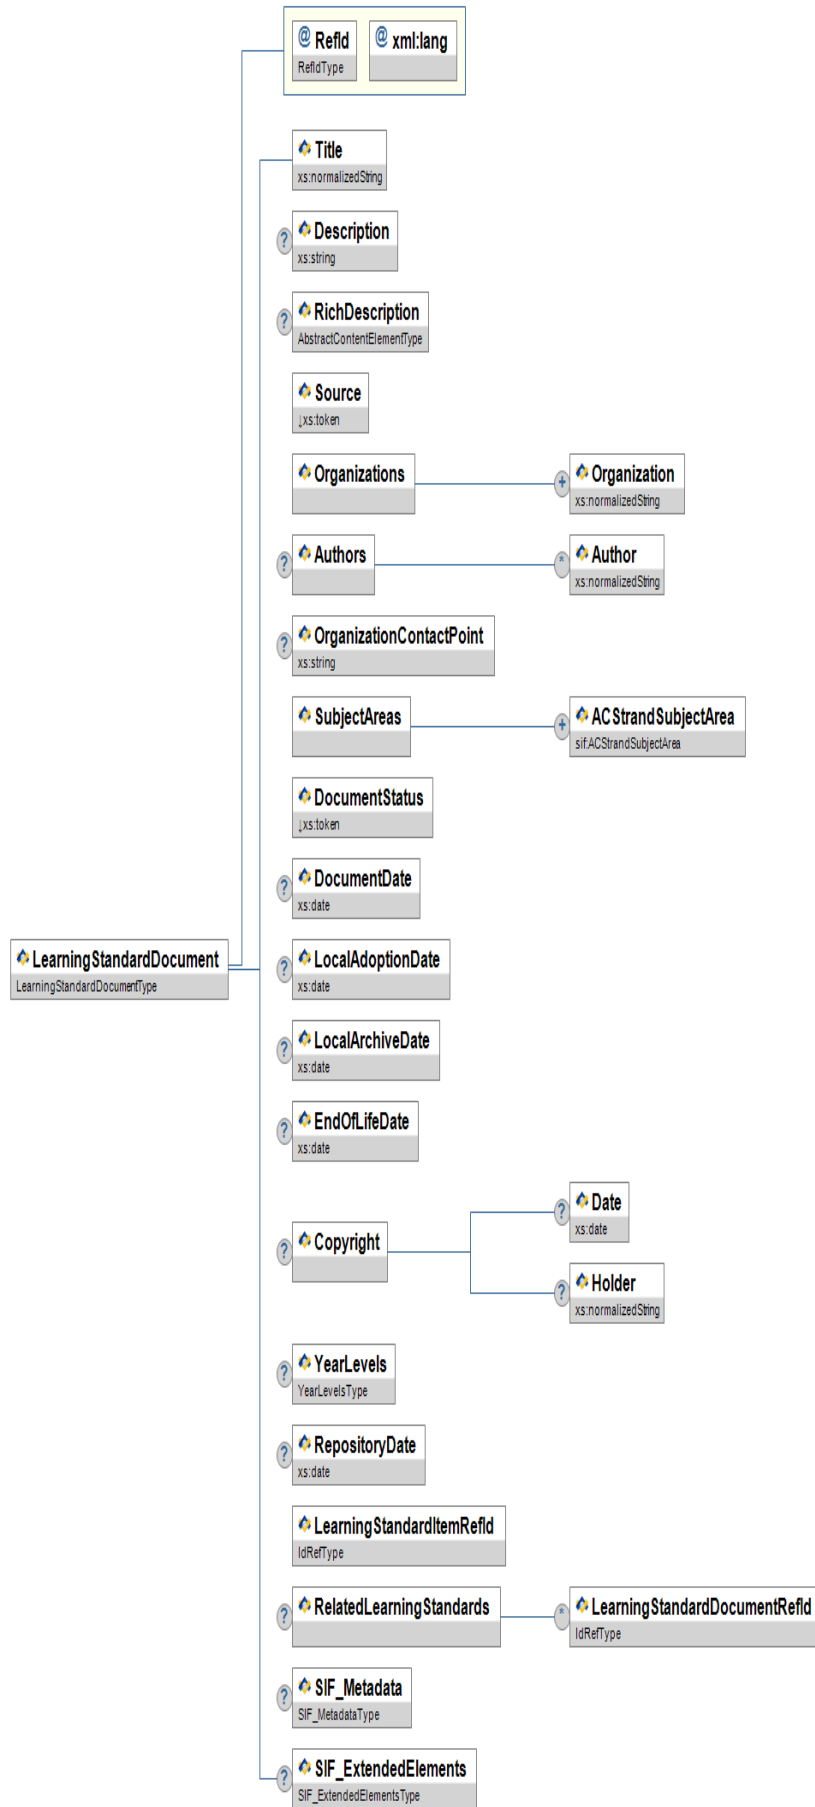 @ RefId @ xml:lang
RefIdType
Title
xs:normalizedString
? Description
xs:string
? RichDescription
AbstractContentElementType
Source
↓xs:token
Organizations + Organization
xs:normalizedString
? Authors * Author
xs:normalizedString
? OrganizationContactPoint
xs:string
SubjectAreas + ACStrandSubjectArea
sif:ACStrandSubjectArea
DocumentStatus
↓xs:token
? DocumentDate
xs:date
LearningStandardDocument
LearningStandardDocumentType
? LocalAdoptionDate
xs:date
? LocalArchiveDate
xs:date
? EndOfLifeDate
xs:date
? Copyright
? Date
xs:date
? Holder
xs:normalizedString
? YearLevels
YearLevelsType
? RepositoryDate
xs:date
LearningStandardItemRefId
IdRefType
? RelatedLearningStandards * LearningStandardDocumentRefId
IdRefType
? SIF_Metadata
SIF_MetadataType
? SIF_ExtendedElements
SIF_ExtendedElementsType